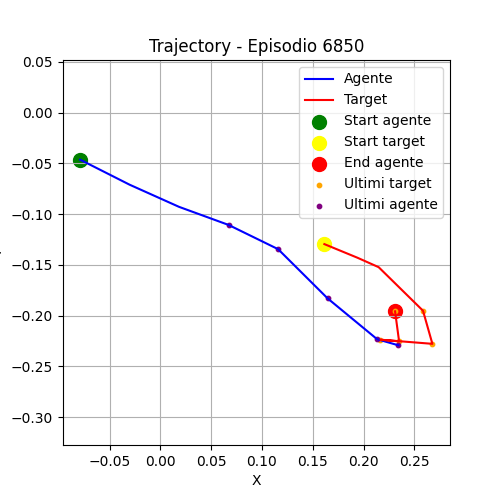 Trajectory - Episodio 6850
Agente
Target
Start agente
Start target
End agente
Ultimi target
Ultimi agente
0.05
0.00
−0.05
−0.10
−0.15
−0.20
−0.25
−0.30
−0.05
0.00
0.05
0.10
0.15
0.20
0.25
X